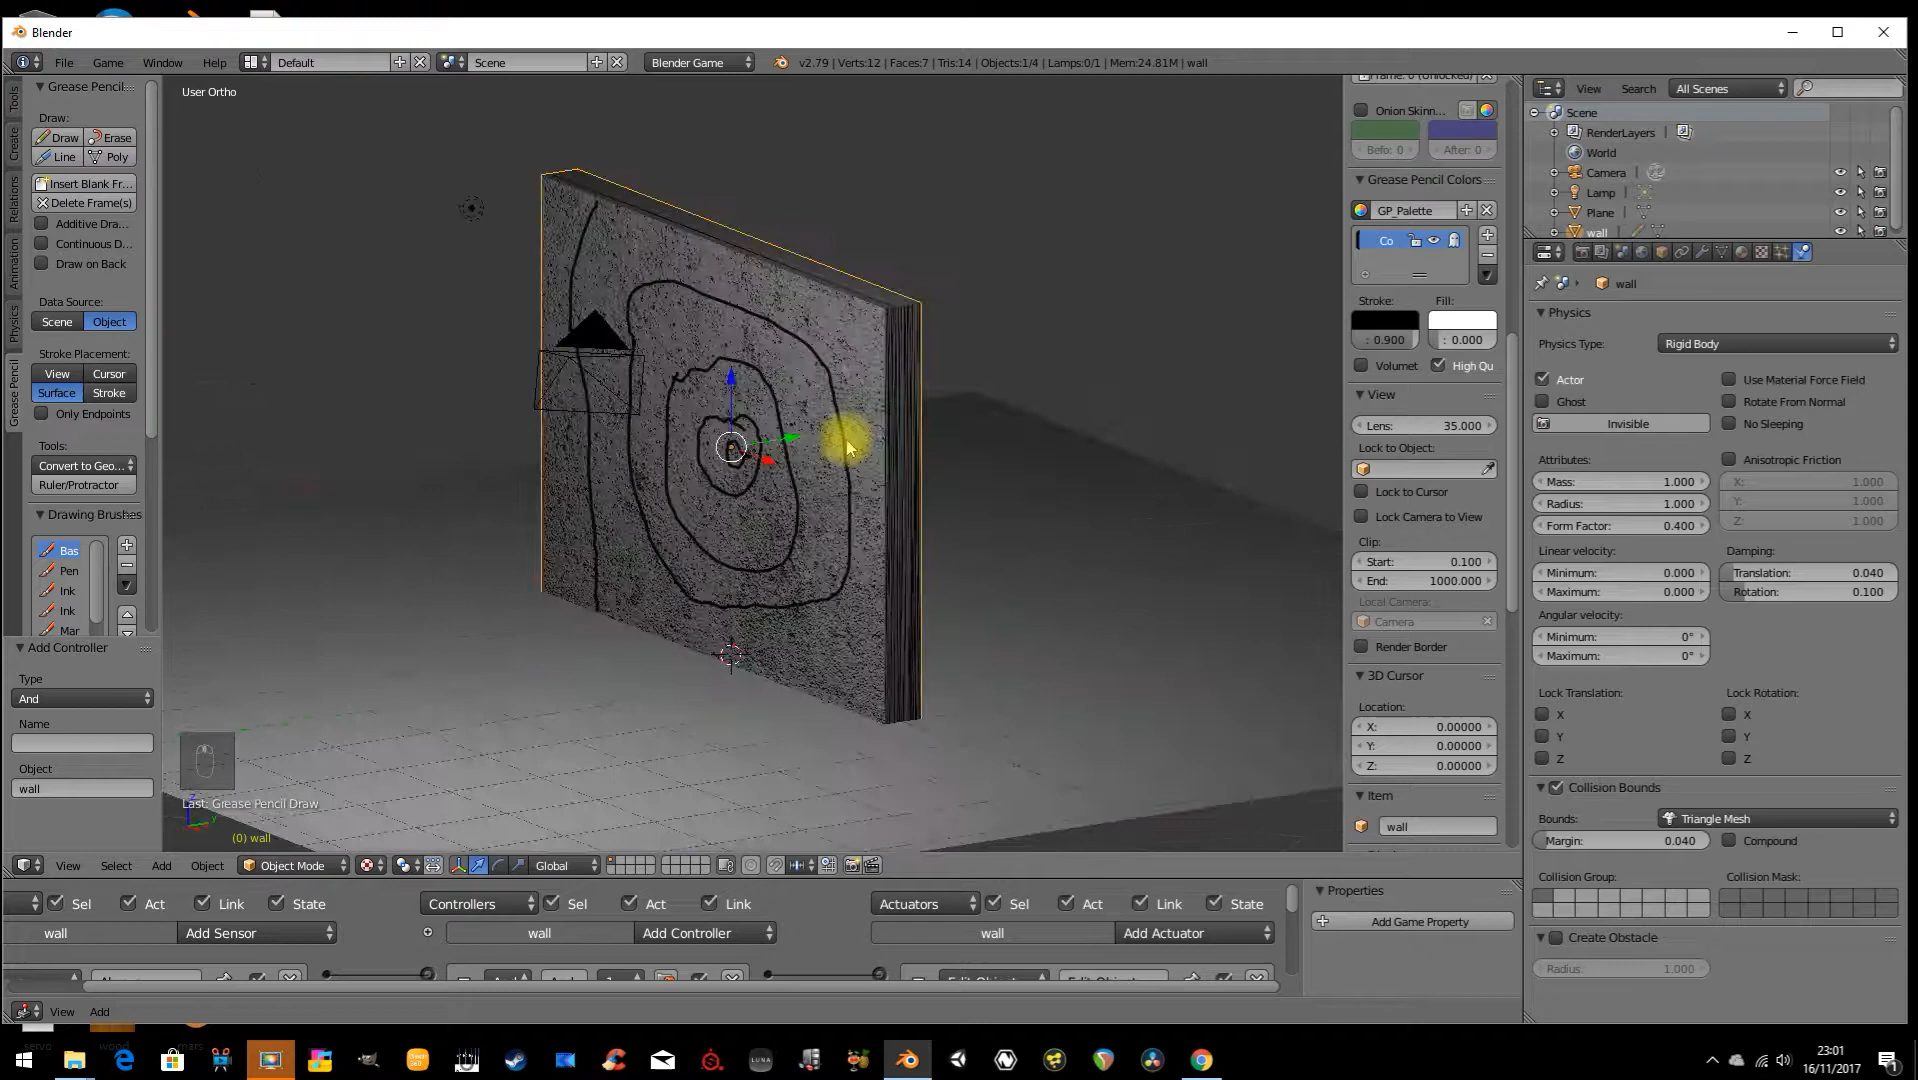 Blender
File Game Window Help Default Scene Blender Game v2.79 | Verts:12 | Faces:7 | Tris:14 | Objects:1/4 | Lamps:0/1 | Mem:24.81M | wall
Tools
Create
Relations
Animation
Physics
Grease Pencil
Grease Pencil
Draw:
Draw Erase
Line Poly
Insert Blank Fr...
Delete Frame(s)
Additive Dra...
Continuous D...
Draw on Back
Data Source:
Scene Object
Stroke Placement:
View Cursor
Surface Stroke
Only Endpoints
Tools:
Convert to Geo...
Ruler/Protractor
Drawing Brushes
Bas
Pen
Ink
Ink
Mar
Add Controller
Type
And
Name
Object
wall
User Ortho
Last: Grease Pencil Draw
(0) wall
View Select Add Object Object Mode Global
Onion Skinn...
Befo: 0 After: 0
Grease Pencil Colors
GP_Palette
Co
Stroke: Fill:
: 0.900 : 0.000
Volumet High Qu
View
Lens: 35.000
Lock to Object:
Lock to Cursor
Lock Camera to View
Clip:
Start: 0.100
End: 1000.000
Local Camera:
Camera
Render Border
3D Cursor
Location:
X: 0.00000
Y: 0.00000
Z: 0.00000
Item
wall
View Search All Scenes
Scene
RenderLayers
World
Camera
Lamp
Plane
wall
wall
Physics
Physics Type: Rigid Body
Actor Use Material Force Field
Ghost Rotate From Normal
Invisible No Sleeping
Attributes: Anisotropic Friction
Mass: 1.000 X: 1.000
Radius: 1.000 Y: 1.000
Form Factor: 0.400 Z: 1.000
Linear velocity: Damping:
Minimum: 0.000 Translation: 0.040
Maximum: 0.000 Rotation: 0.100
Angular velocity:
Minimum: 0°
Maximum: 0°
Lock Translation: Lock Rotation:
X X
Y Y
Z Z
Collision Bounds
Bounds: Triangle Mesh
Margin: 0.040 Compound
Collision Group: Collision Mask:
Create Obstacle
Radius: 1.000
Sel Act Link State Controllers Sel Act Link Actuators Sel Act Link State
wall Add Sensor wall Add Controller wall Add Actuator
Properties
Add Game Property
View Add
LUNA
23:01
16/11/2017